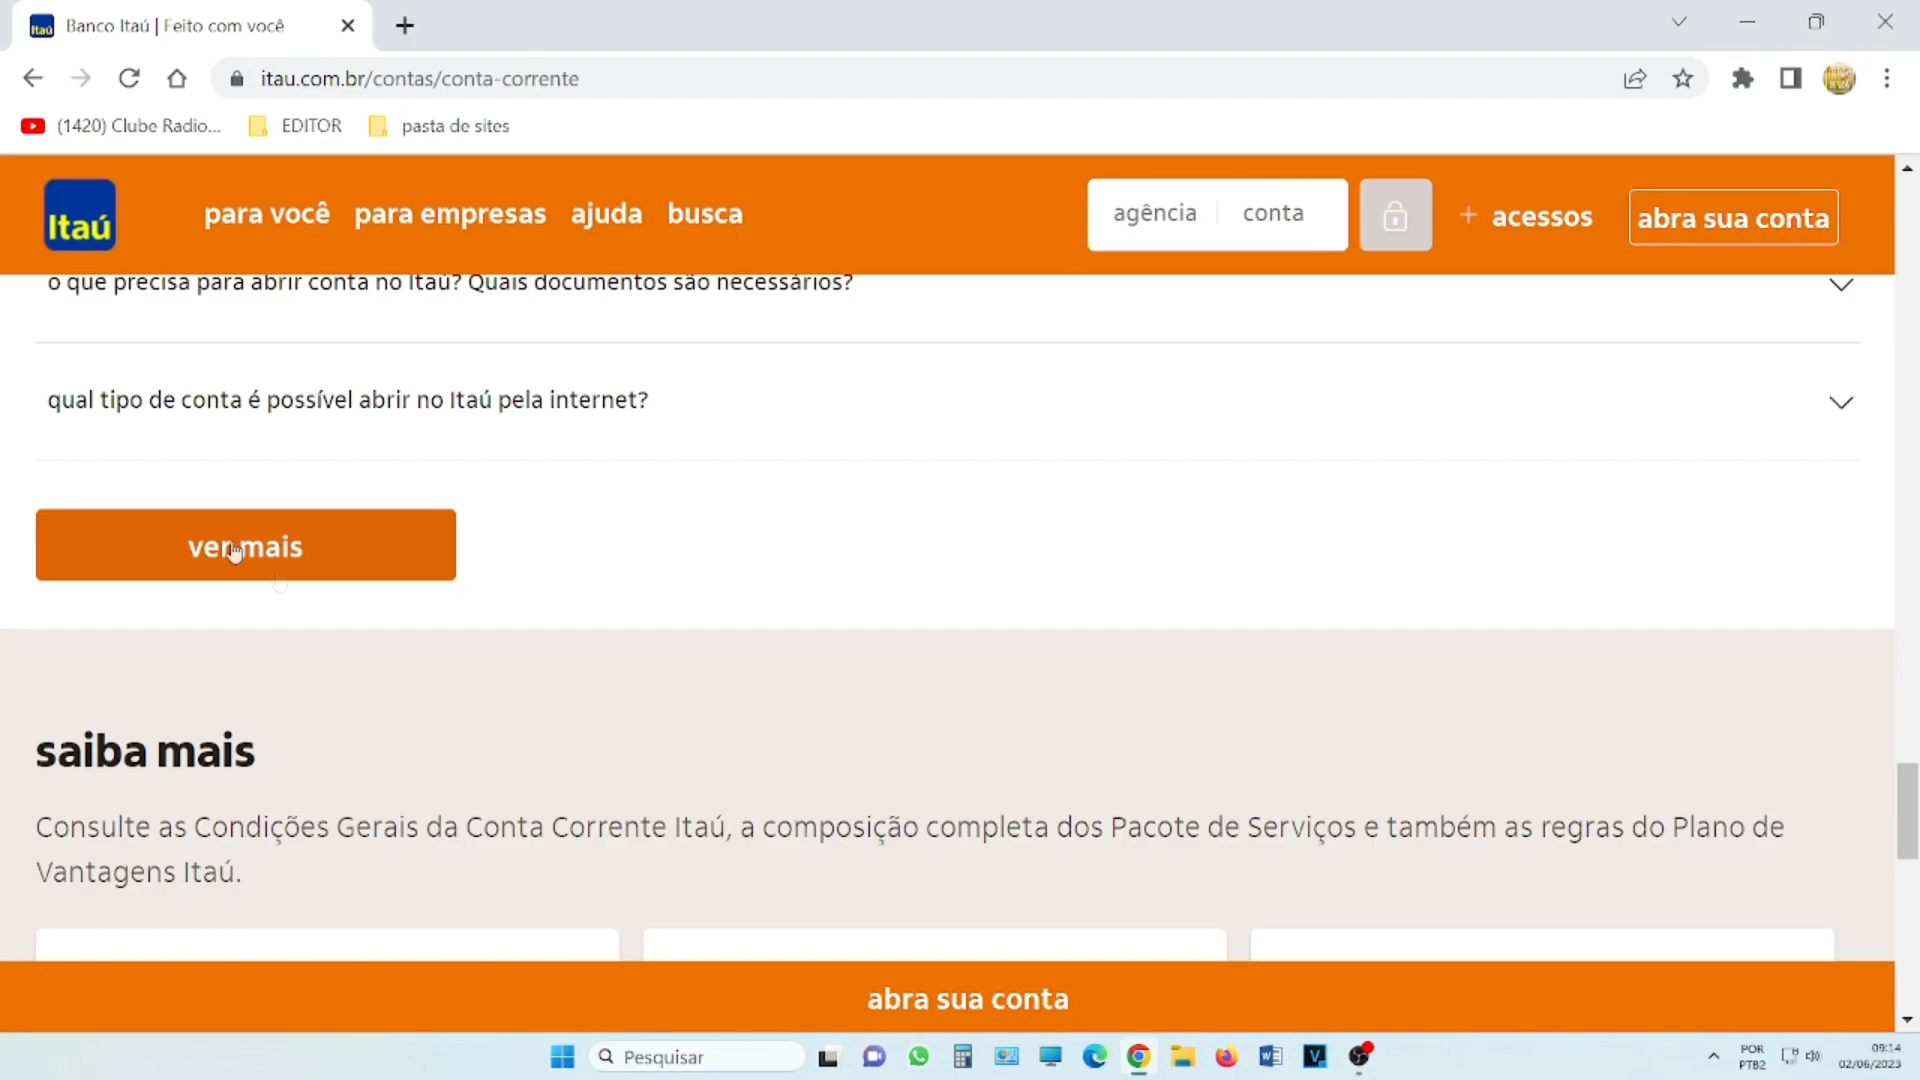 Itaú Banco Itaú | Feito com você
itau.com.br/contas/conta-corrente
(1420) Clube Radio... EDITOR pasta de sites
Itaú para você para empresas ajuda busca agência conta + acessos abra sua conta
o que precisa para abrir conta no Itaú? Quais documentos são necessários?
qual tipo de conta é possível abrir no Itaú pela internet?
ver mais
saiba mais
Consulte as Condições Gerais da Conta Corrente Itaú, a composição completa dos Pacote de Serviços e também as regras do Plano de
Vantagens Itaú.
abra sua conta
Pesquisar
POR
PTB2
09:14
02/06/2023